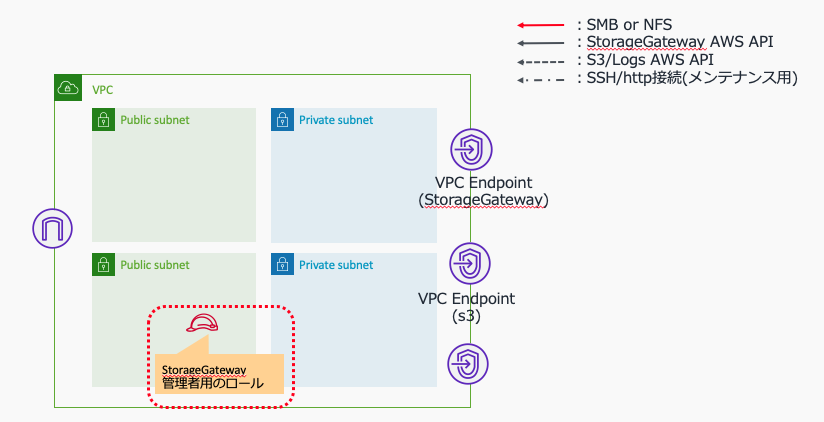 : SMB or NFS
: StorageGateway AWS API
: S3/Logs AWS API
: SSH/http接続(メンテナンス用)
VPC
Public subnet
Private subnet
VPC Endpoint
(StorageGateway)
Public subnet
Private subnet
VPC Endpoint
(s3)
StorageGateway
管理者用のロール